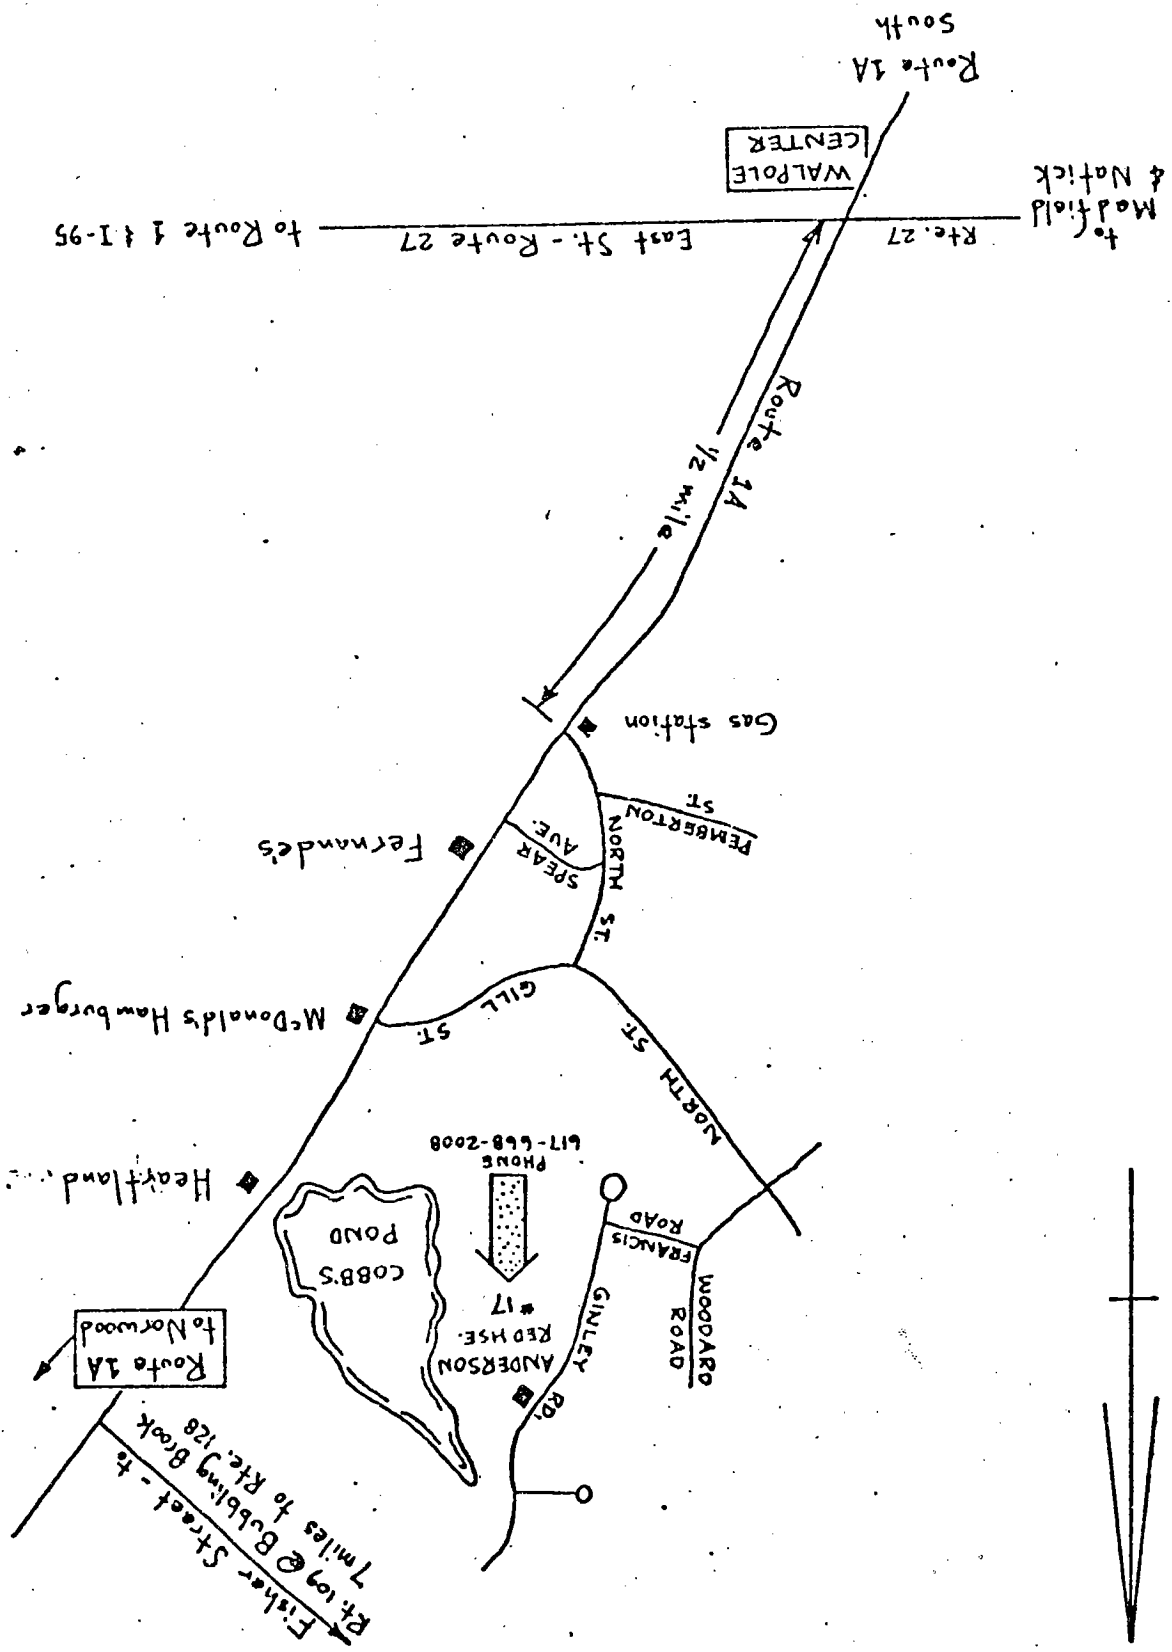 Fisher Street - to
Rt. 109 @ Bubbling Brook
7 miles to Rte. 128
Route 1A
to Norwood
RD.
GINLEY
ANDERSON
RED HSE.
#17
PHONE
617-668-2008
WOODARD
ROAD
FRANCIS
ROAD
COBB'S
POND
Heartland
NORTH
ST.
McDonald's Hamburger
GILL
ST.
NORTH ST.
SPEAR
AVE.
Fernande's
PEMBERTON
ST.
Gas station
1/2 mile
Route 1A
to
Medfield
& Natick
Rte. 27
East St. - Route 27
to Route 1 & I-95
WALPOLE
CENTER
Route 1A
South